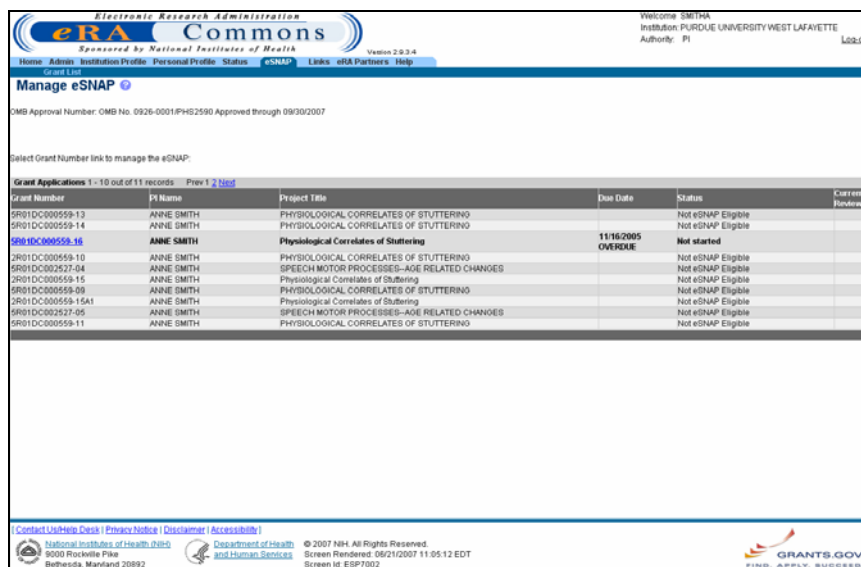 Electronic Research Administration
eRA Commons
Sponsored by National Institutes of Health
Version 2.9.3.4
Welcome SMITHA
Institution: PURDUE UNIVERSITY WEST LAFAYETTE
Authority: PI
Log-o
Home Admin Institution Profile Personal Profile Status eSNAP Links eRA Partners Help
Grant List
Manage eSNAP ?
OMB Approval Number: OMB No. 0926-0001/PHS2590 Approved through 09/30/2007
Select Grant Number link to manage the eSNAP:
Grant Applications 1 - 10 out of 11 records Prev 1 2 Next
Grant Number PI Name Project Title Due Date Status Current Review
5R01DC000559-13 ANNE SMITH PHYSIOLOGICAL CORRELATES OF STUTTERING Not eSNAP Eligible
5R01DC000559-14 ANNE SMITH PHYSIOLOGICAL CORRELATES OF STUTTERING Not eSNAP Eligible
5R01DC000559-16 ANNE SMITH Physiological Correlates of Stuttering 11/16/2005 OVERDUE Not started
2R01DC000559-10 ANNE SMITH PHYSIOLOGICAL CORRELATES OF STUTTERING Not eSNAP Eligible
5R01DC002527-04 ANNE SMITH SPEECH MOTOR PROCESSES--AGE RELATED CHANGES Not eSNAP Eligible
2R01DC000559-15 ANNE SMITH Physiological Correlates of Stuttering Not eSNAP Eligible
5R01DC000559-09 ANNE SMITH PHYSIOLOGICAL CORRELATES OF STUTTERING Not eSNAP Eligible
2R01DC000559-15A1 ANNE SMITH Physiological Correlates of Stuttering Not eSNAP Eligible
5R01DC002527-05 ANNE SMITH SPEECH MOTOR PROCESSES--AGE RELATED CHANGES Not eSNAP Eligible
5R01DC000559-11 ANNE SMITH PHYSIOLOGICAL CORRELATES OF STUTTERING Not eSNAP Eligible
[ Contact Us/Help Desk | Privacy Notice | Disclaimer | Accessibility ]
National Institutes of Health (NIH)
9000 Rockville Pike
Bethesda, Maryland 20892
Department of Health
and Human Services
© 2007 NIH. All Rights Reserved.
Screen Rendered: 06/21/2007 11:05:12 EDT
Screen Id: ESP7002
GRANTS.GOV
FIND. APPLY. SUCCEED